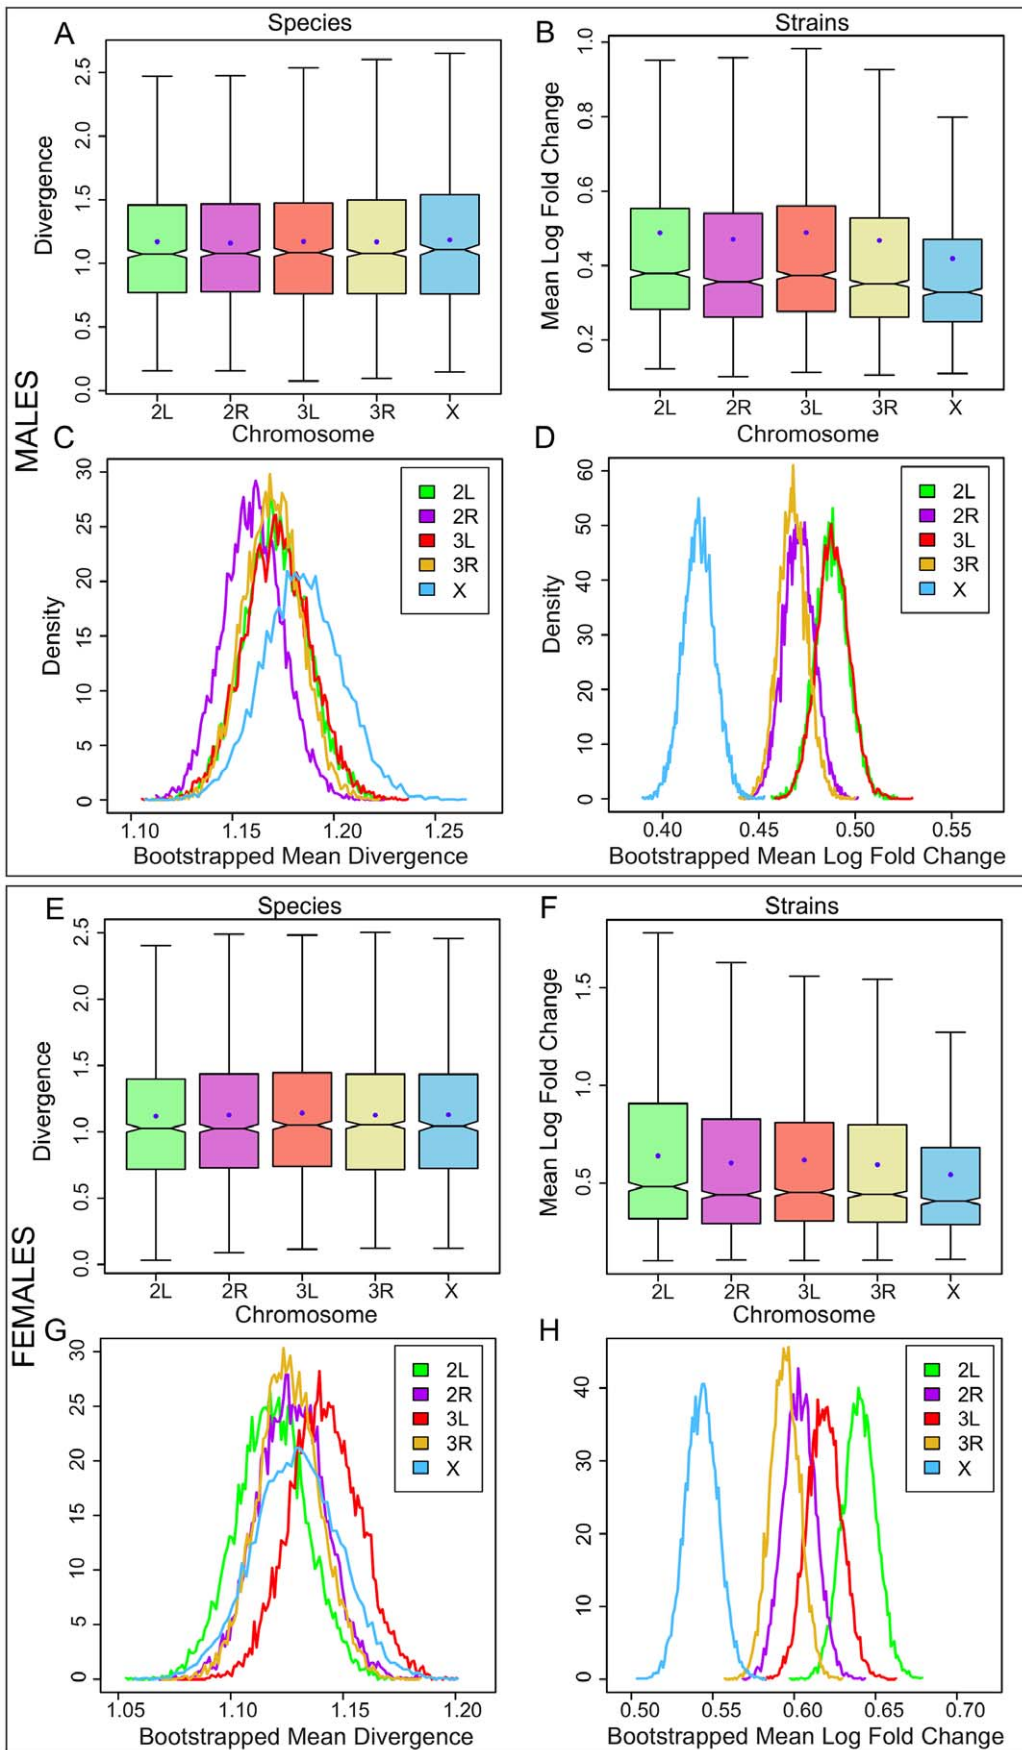 MALES
A
Species
Divergence
2.5
2.0
1.5
1.0
0.5
0.0
2L 2R 3L 3R X
Chromosome
B
Strains
Mean Log Fold Change
1.0
0.8
0.6
0.4
0.2
2L 2R 3L 3R X
Chromosome
C
Density
30
25
20
15
10
5
0
2L
2R
3L
3R
X
1.10 1.15 1.20 1.25
Bootstrapped Mean Divergence
D
Density
60
50
40
30
20
10
0
2L
2R
3L
3R
X
0.40 0.45 0.50 0.55
Bootstrapped Mean Log Fold Change
FEMALES
E
Species
Divergence
2.5
2.0
1.5
1.0
0.5
0.0
2L 2R 3L 3R X
Chromosome
F
Strains
Mean Log Fold Change
1.5
1.0
0.5
2L 2R 3L 3R X
Chromosome
G
Density
30
25
20
15
10
5
0
2L
2R
3L
3R
X
1.05 1.10 1.15 1.20
Bootstrapped Mean Divergence
H
Density
40
30
20
10
0
2L
2R
3L
3R
X
0.50 0.55 0.60 0.65 0.70
Bootstrapped Mean Log Fold Change